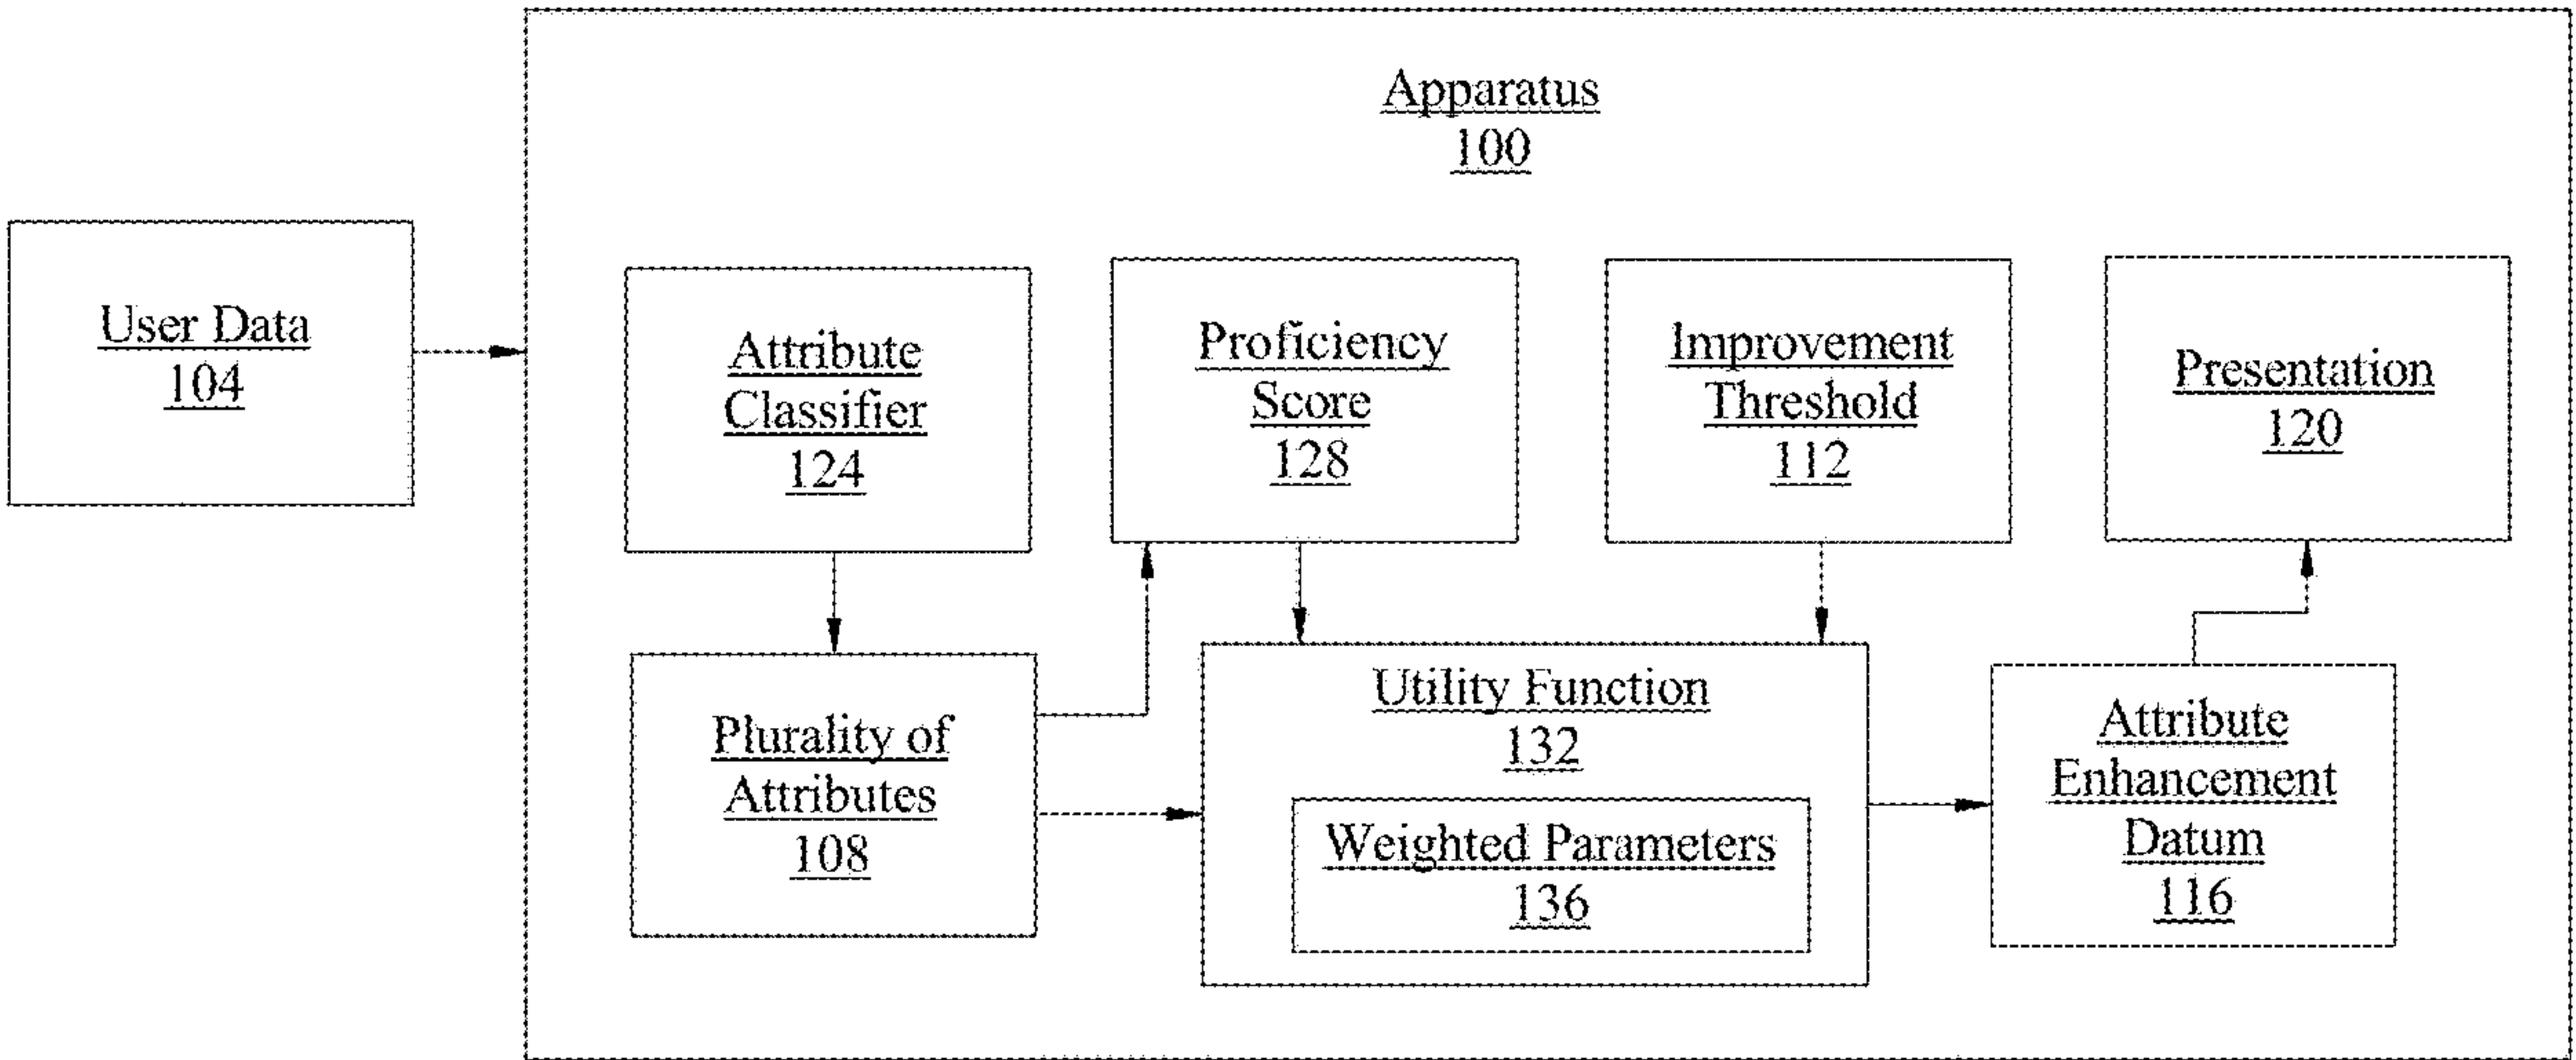 Apparatus
100
User Data
104
Attribute
Classifier
124
Proficiency
Score
128
Improvement
Threshold
112
Presentation
120
Plurality of
Attributes
108
Utility Function
132
Weighted Parameters
136
Attribute
Enhancement
Datum
116